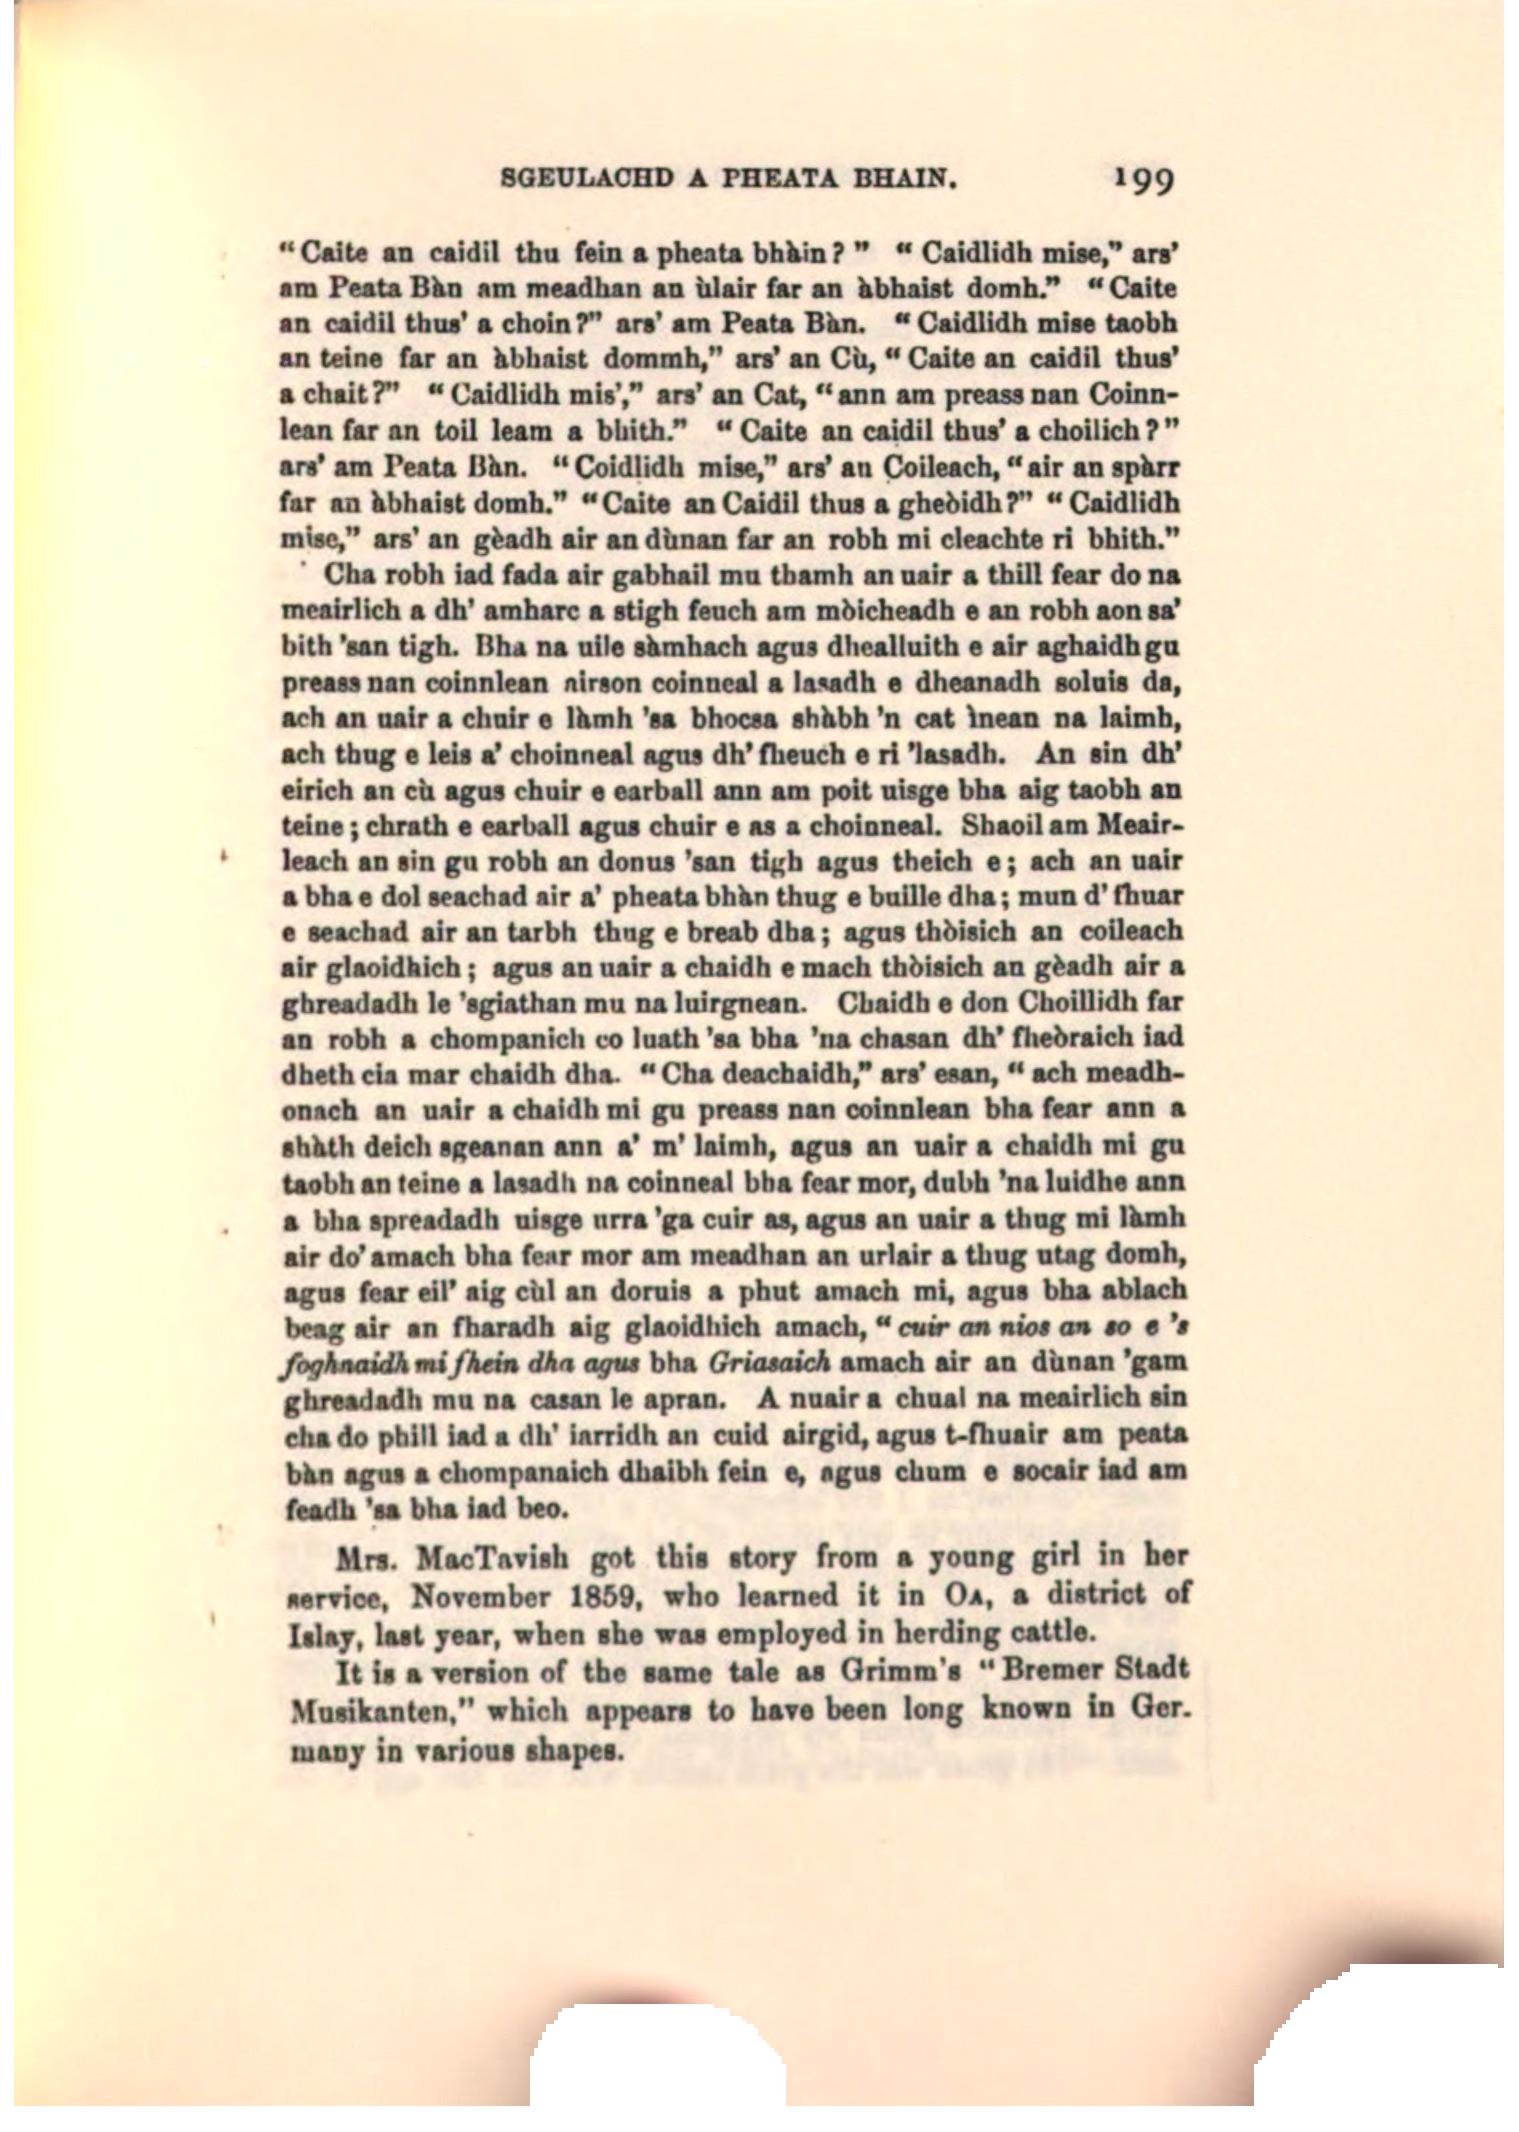 SGEULACHD A PHEATA BHAIN. 199
“Caite an caidil thu fein a pheata bhàin?” “Caidlidh mise,” ars’
am Peata Bàn am meadhan an ùlair far an àbhaist domh.” “Caite
an caidil thus’ a choin?” ars’ am Peata Bàn. “Caidlidh mise taobh
an teine far an àbhaist dommh,” ars’ an Cù, “Caite an caidil thus’
a chait?” “Caidlidh mis’,” ars’ an Cat, “ann am preass nan Coinn-
lean far an toil leam a bhith.” “Caite an caidil thus’ a choilich?”
ars’ am Peata Bàn. “Coidlidh mise,” ars’ an Coileach, “air an spàrr
far an àbhaist domh.” “Caite an Caidil thus a gheòidh?” “Caidlidh
mise,” ars’ an gèadh air an dùnan far an robh mi cleachte ri bhith.”
Cha robh iad fada air gabhail mu thamh an uair a thill fear do na
meairlich a dh’ amharc a stigh feuch am mòicheadh e an robh aon sa’
bith ’san tigh. Bha na uile sàmhach agus dhealluith e air aghaidh gu
preass nan coinnlean airson coinneal a lasadh e dheanadh soluis da,
ach an uair a chuir e làmh ’sa bhocsa shàbh ’n cat ìnean na laimh,
ach thug e leis a’ choinneal agus dh’ fheuch e ri ’lasadh. An sin dh’
eirich an cù agus chuir e earball ann am poit uisge bha aig taobh an
teine; chrath e earball agus chuir e as a choinneal. Shaoil am Meair-
leach an sin gu robh an donus ’san tigh agus theich e; ach an uair
a bha e dol seachad air a’ pheata bhàn thug e buille dha; mun d’ fhuar
e seachad air an tarbh thug e breab dha; agus thòisich an coileach
air glaoidhich; agus an uair a chaidh e mach thòisich an gèadh air a
ghreadadh le ’sgiathan mu na luirgnean. Chaidh e don Choillidh far
an robh a chompanich co luath ’sa bha ’na chasan dh’ fheòraich iad
dheth cia mar chaidh dha. “Cha deachaidh,” ars’ esan, “ach meadh-
onach an uair a chaidh mi gu preass nan coinnlean bha fear ann a
shàth deich sgeanan ann a’ m’ laimh, agus an uair a chaidh mi gu
taobh an teine a lasadh na coinneal bha fear mor, dubh ’na luidhe ann
a bha spreadadh uisge urra ’ga cuir as, agus an uair a thug mi làmh
air do’ amach bha fear mor am meadhan an urlair a thug utag domh,
agus fear eil’ aig cùl an doruis a phut amach mi, agus bha ablach
beag air an fharadh aig glaoidhich amach, “cuir an nios an so e ’s
foghnaidh mi fhein dha agus bha Griasaich amach air an dùnan ’gam
ghreadadh mu na casan le apran. A nuair a chual na meairlich sin
cha do phill iad a dh’ iarridh an cuid airgid, agus t-fhuair am peata
bàn agus a chompanaich dhaibh fein e, agus chum e socair iad am
feadh ’sa bha iad beo.
Mrs. MacTavish got this story from a young girl in her
service, November 1859, who learned it in OA, a district of
Islay, last year, when she was employed in herding cattle.
It is a version of the same tale as Grimm’s “Bremer Stadt
Musikanten,” which appears to have been long known in Ger.
many in various shapes.